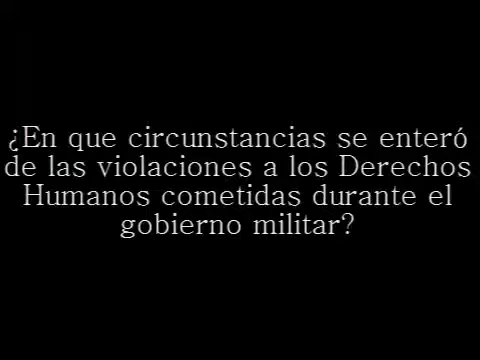 ¿En que circunstancias se enteró
de las violaciones a los Derechos
Humanos cometidas durante el
gobierno militar?